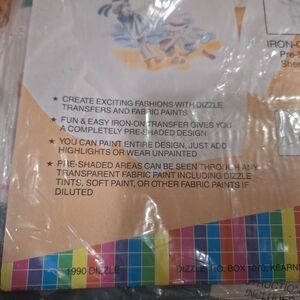 IRON-O
Pre-S
She
★ CREATE EXCITING FASHIONS WITH DIZZLE
TRANSFERS AND FABRIC PAINTS
★ FUN & EASY IRON-ON TRANSFER GIVES YOU
A COMPLETELY PRE-SHADED DESIGN
★ YOU CAN PAINT ENTIRE DESIGN, JUST ADD
HIGHLIGHTS OR WEAR UNPAINTED
★ PRE-SHADED AREAS CAN BE SEEN THROUGH ANY
TRANSPARENT FABRIC PAINT INCLUDING DIZZLE
TINTS, SOFT PAINT, OR OTHER FABRIC PAINTS IF
DILUTED
1990 DIZZLE
DIZZLE P.O. BOX 1070, KEARNS